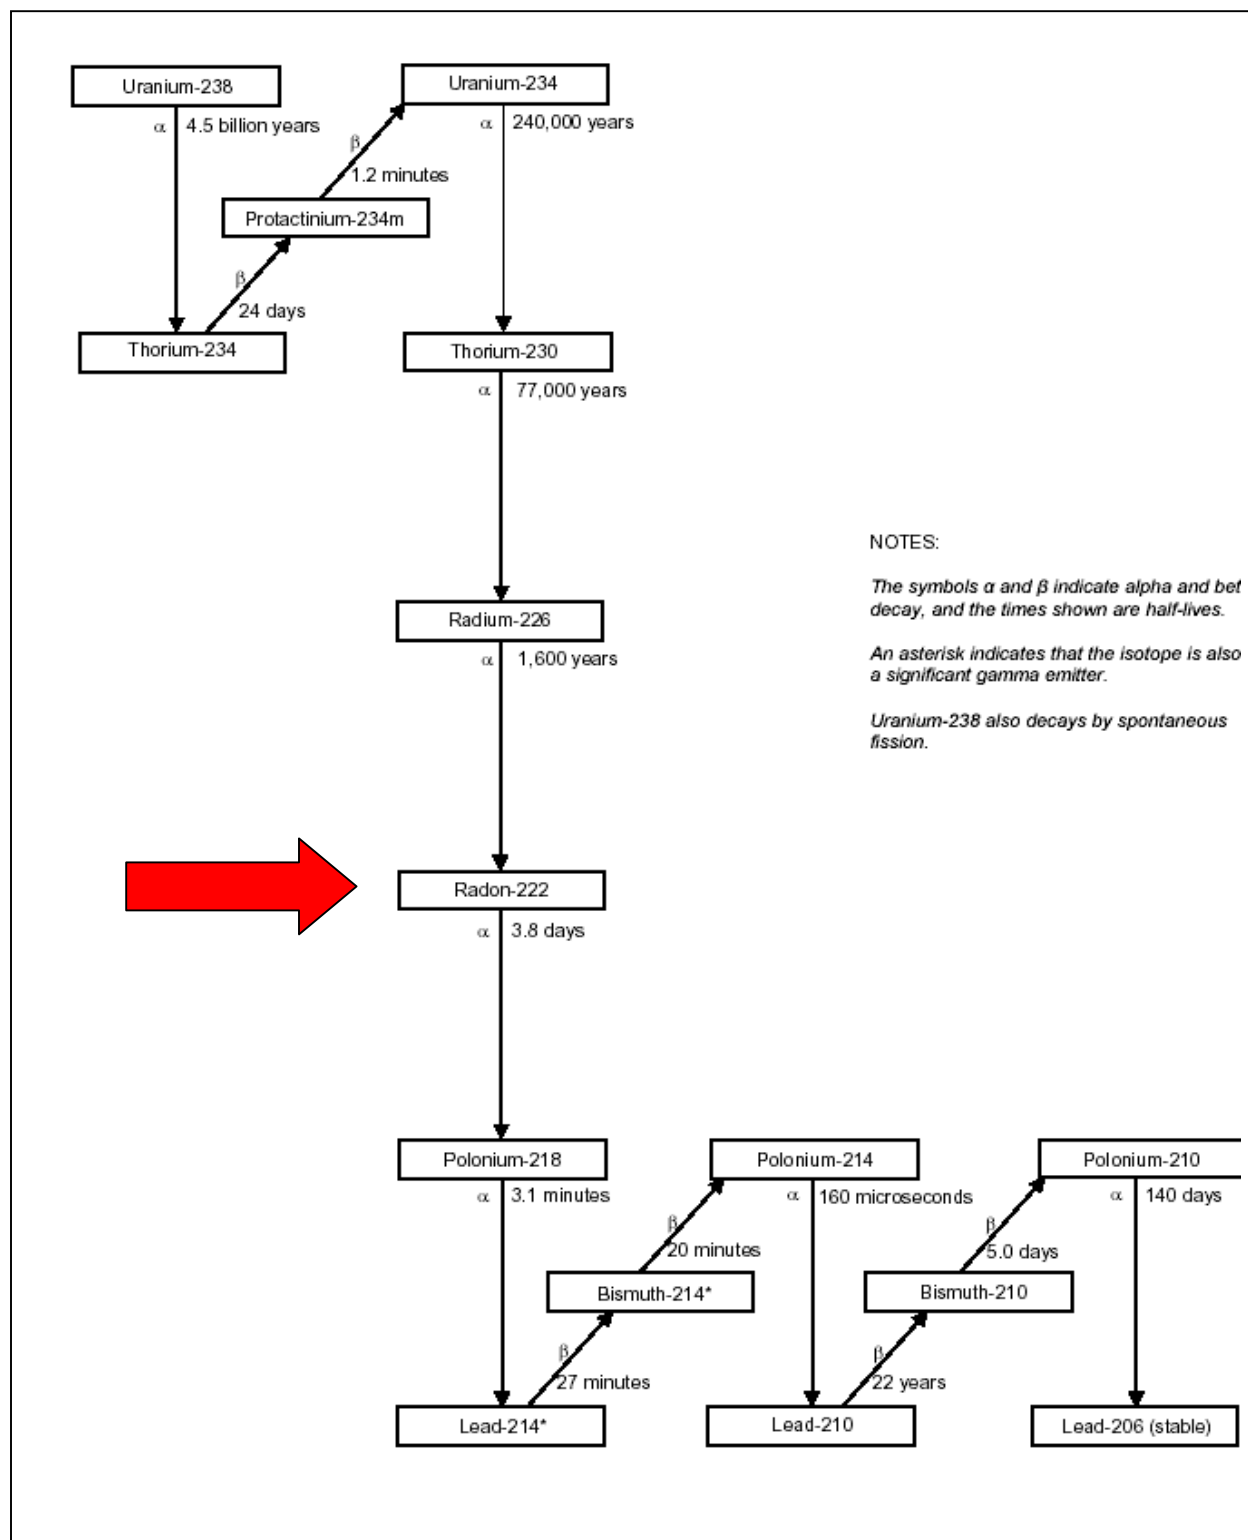 Uranium-238
Uranium-234
α 4.5 billion years
α 240,000 years
β
1.2 minutes
Protactinium-234m
β
24 days
Thorium-234
Thorium-230
α 77,000 years
NOTES:
The symbols α and β indicate alpha and bet
decay, and the times shown are half-lives.
An asterisk indicates that the isotope is also
a significant gamma emitter.
Uranium-238 also decays by spontaneous
fission.
Radium-226
α 1,600 years
Radon-222
α 3.8 days
Polonium-218
Polonium-214
Polonium-210
α 3.1 minutes
α 160 microseconds
α 140 days
β
20 minutes
β
5.0 days
Bismuth-214*
Bismuth-210
β
27 minutes
β
22 years
Lead-214*
Lead-210
Lead-206 (stable)